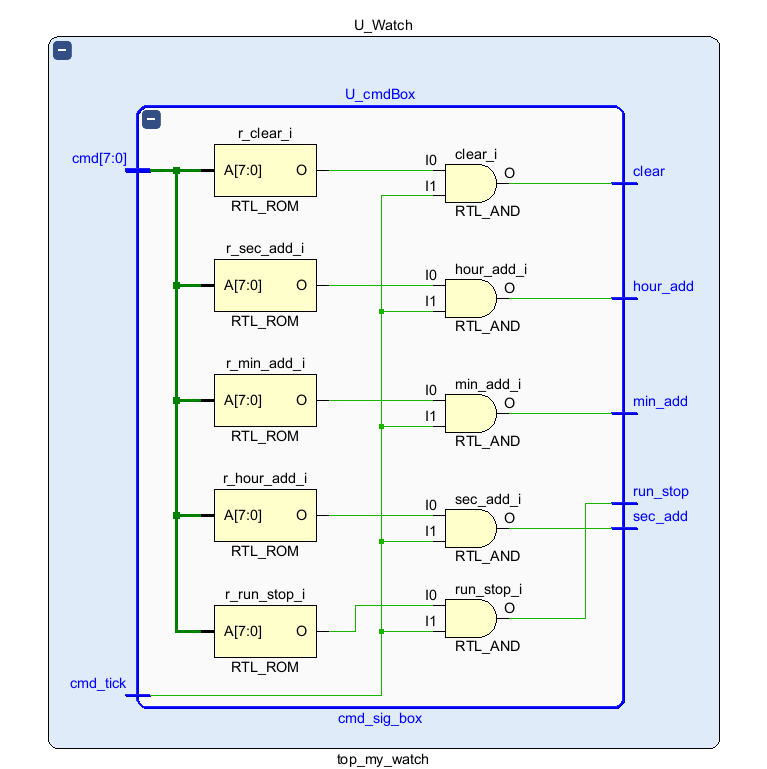 U_Watch
U_cmdBox
cmd[7:0]
r_clear_i
A[7:0] O
RTL_ROM
I0
I1
clear_i
O
RTL_AND
clear
r_sec_add_i
A[7:0] O
RTL_ROM
I0
I1
hour_add_i
O
RTL_AND
hour_add
r_min_add_i
A[7:0] O
RTL_ROM
I0
I1
min_add_i
O
RTL_AND
min_add
r_hour_add_i
A[7:0] O
RTL_ROM
I0
I1
sec_add_i
O
RTL_AND
run_stop
sec_add
r_run_stop_i
A[7:0] O
RTL_ROM
I0
I1
run_stop_i
O
RTL_AND
cmd_tick
cmd_sig_box
top_my_watch